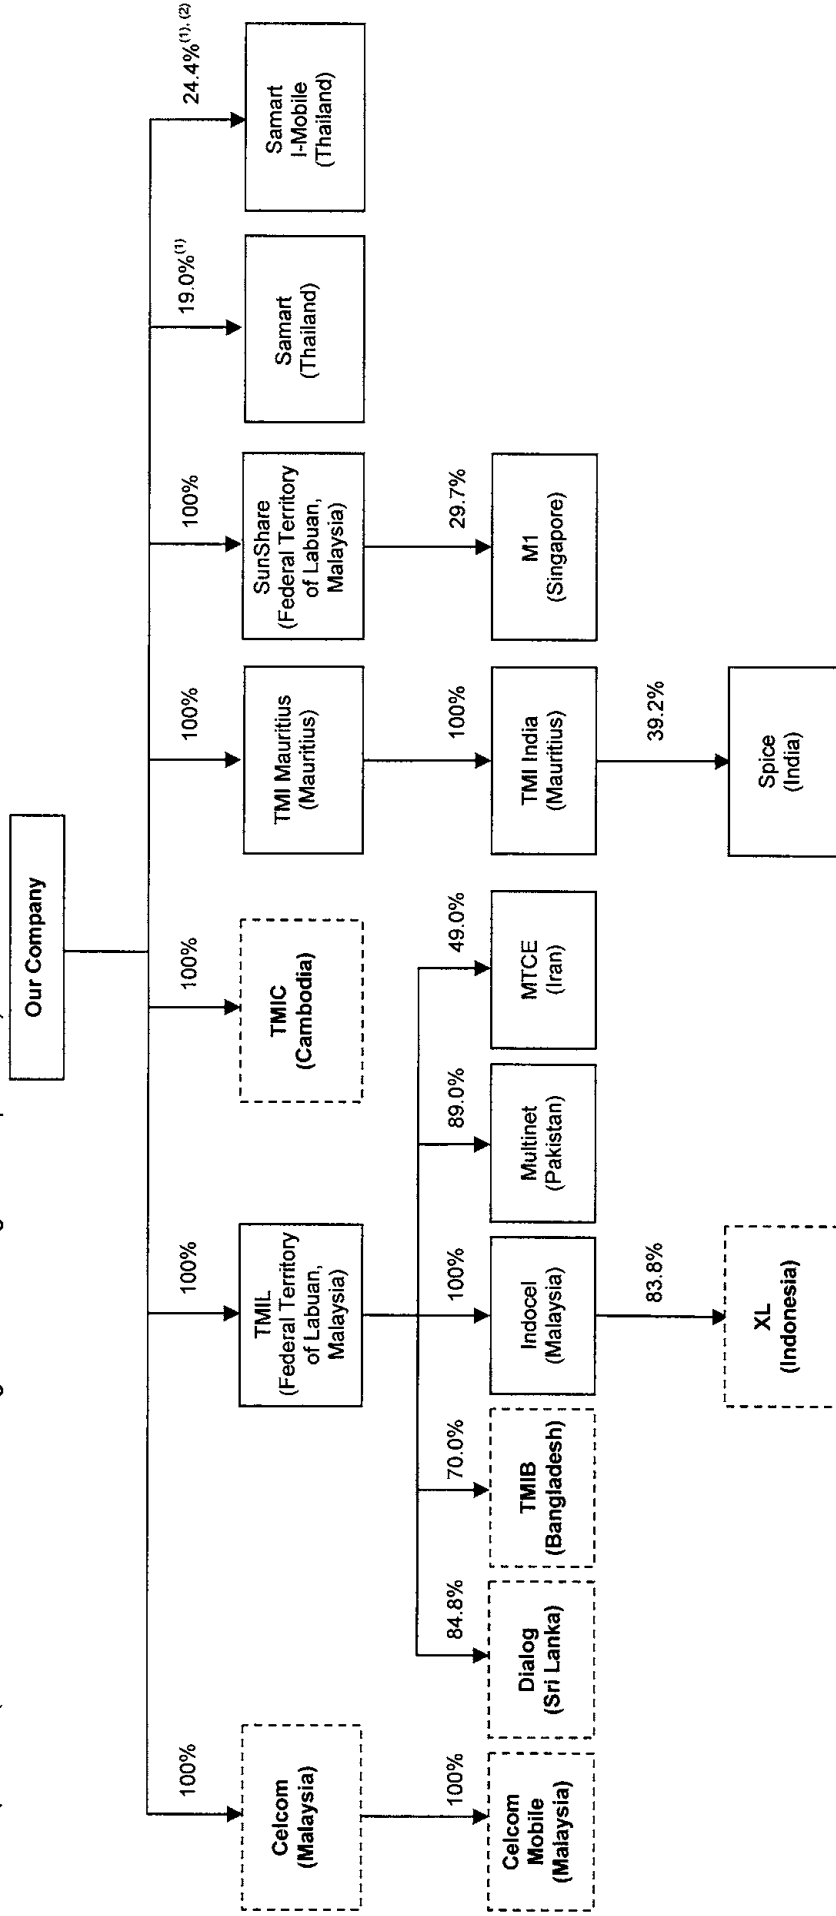 Our Company
100%
100%
100%
100%
100%
19.0%(1)
24.4%(1), (2)
Celcom
(Malaysia)
TMIL
(Federal Territory
of Labuan,
Malaysia)
TMIC
(Cambodia)
TMI Mauritius
(Mauritius)
SunShare
(Federal Territory
of Labuan,
Malaysia)
Samart
(Thailand)
Samart
I-Mobile
(Thailand)
100%
84.8%
70.0%
100%
89.0%
49.0%
100%
29.7%
Celcom
Mobile
(Malaysia)
Dialog
(Sri Lanka)
TMIB
(Bangladesh)
Indocel
(Malaysia)
Multinet
(Pakistan)
MTCE
(Iran)
TMI India
(Mauritius)
M1
(Singapore)
83.8%
39.2%
XL
(Indonesia)
Spice
(India)